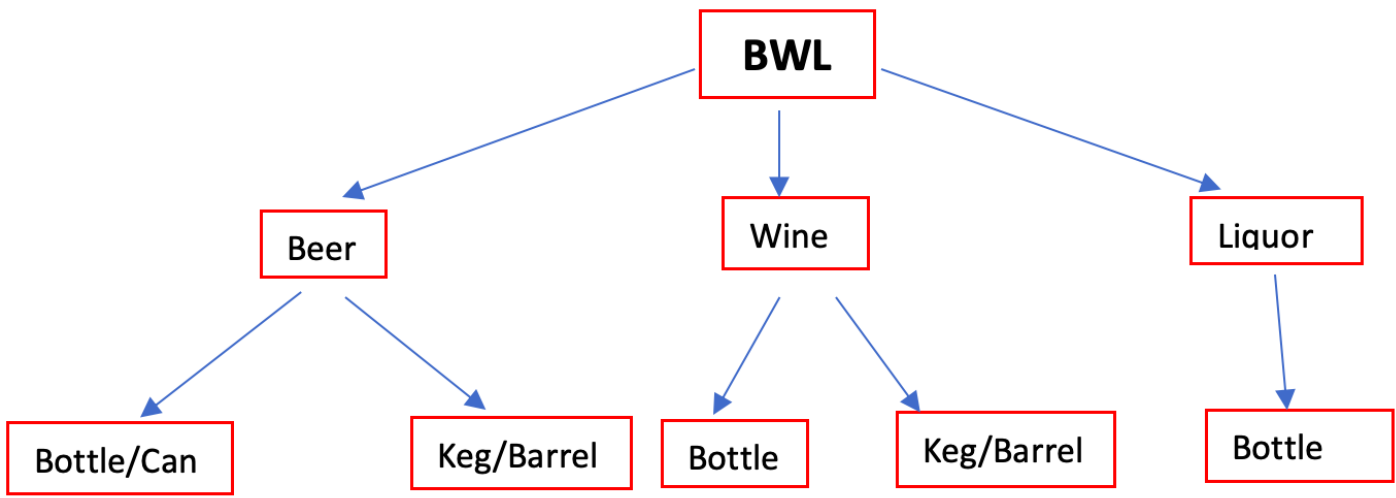 BWL
Beer
Wine
Liquor
Bottle/Can
Keg/Barrel
Bottle
Keg/Barrel
Bottle